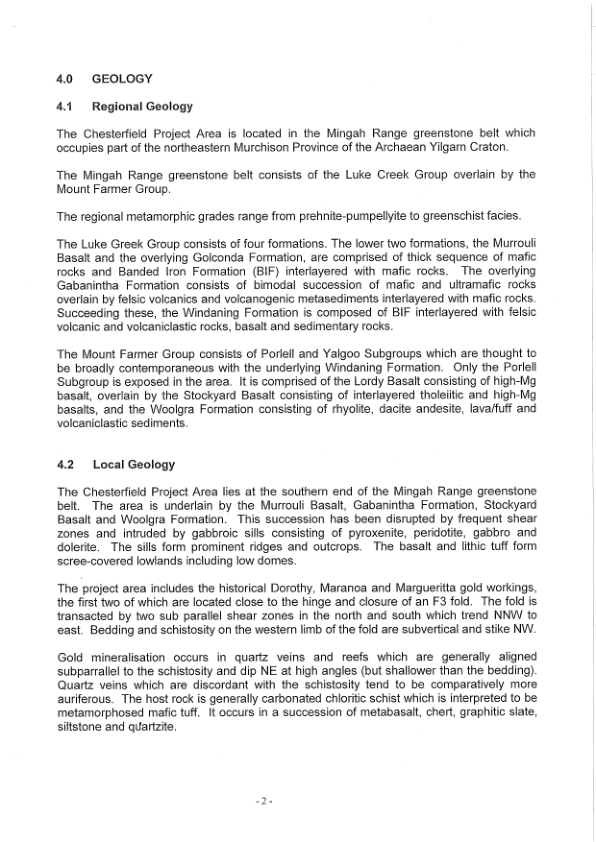 4.0 GEOLOGY
4.1 Regional Geology
The Chesterfield Project Area is located in the Mingah Range greenstone belt which
occupies part of the northeastern Murchison Province of the Archaean Yilgarn Craton.
The Mingah Range greenstone belt consists of the Luke Creek Group overlain by the
Mount Farmer Group.
The regional metamorphic grades range from prehnite-pumpellyite to greenschist facies.
The Luke Greek Group consists of four formations. The lower two formations, the Murrouli
Basalt and the overlying Golconda Formation, are comprised of thick sequence of mafic
rocks and Banded Iron Formation (BIF) interlayered with mafic rocks. The overlying
Gabanintha Formation consists of bimodal succession of mafic and ultramafic rocks
overlain by felsic volcanics and volcanogenic metasediments interlayered with mafic rocks.
Succeeding these, the Windaning Formation is composed of BIF interlayered with felsic
volcanic and volcaniclastic rocks, basalt and sedimentary rocks.
The Mount Farmer Group consists of Porlell and Yalgoo Subgroups which are thought to
be broadly contemporaneous with the underlying Windaning Formation. Only the Porlell
Subgroup is exposed in the area. It is comprised of the Lordy Basalt consisting of high-Mg
basalt, overlain by the Stockyard Basalt consisting of interlayered tholeiitic and high-Mg
basalts, and the Woolgra Formation consisting of rhyolite, dacite andesite, lava/fuff and
volcaniclastic sediments.
4.2 Local Geology
The Chesterfield Project Area lies at the southern end of the Mingah Range greenstone
belt. The area is underlain by the Murrouli Basalt, Gabanintha Formation, Stockyard
Basalt and Woolgra Formation. This succession has been disrupted by frequent shear
zones and intruded by gabbroic sills consisting of pyroxenite, peridotite, gabbro and
dolerite. The sills form prominent ridges and outcrops. The basalt and lithic tuff form
scree-covered lowlands including low domes.
The project area includes the historical Dorothy, Maranoa and Margueritta gold workings,
the first two of which are located close to the hinge and closure of an F3 fold. The fold is
transacted by two sub parallel shear zones in the north and south which trend NNW to
east. Bedding and schistosity on the western limb of the fold are subvertical and stike NW.
Gold mineralisation occurs in quartz veins and reefs which are generally aligned
subparrallel to the schistosity and dip NE at high angles (but shallower than the bedding).
Quartz veins which are discordant with the schistosity tend to be comparatively more
auriferous. The host rock is generally carbonated chloritic schist which is interpreted to be
metamorphosed mafic tuff. It occurs in a succession of metabasalt, chert, graphitic slate,
siltstone and quartzite.
- 2 -